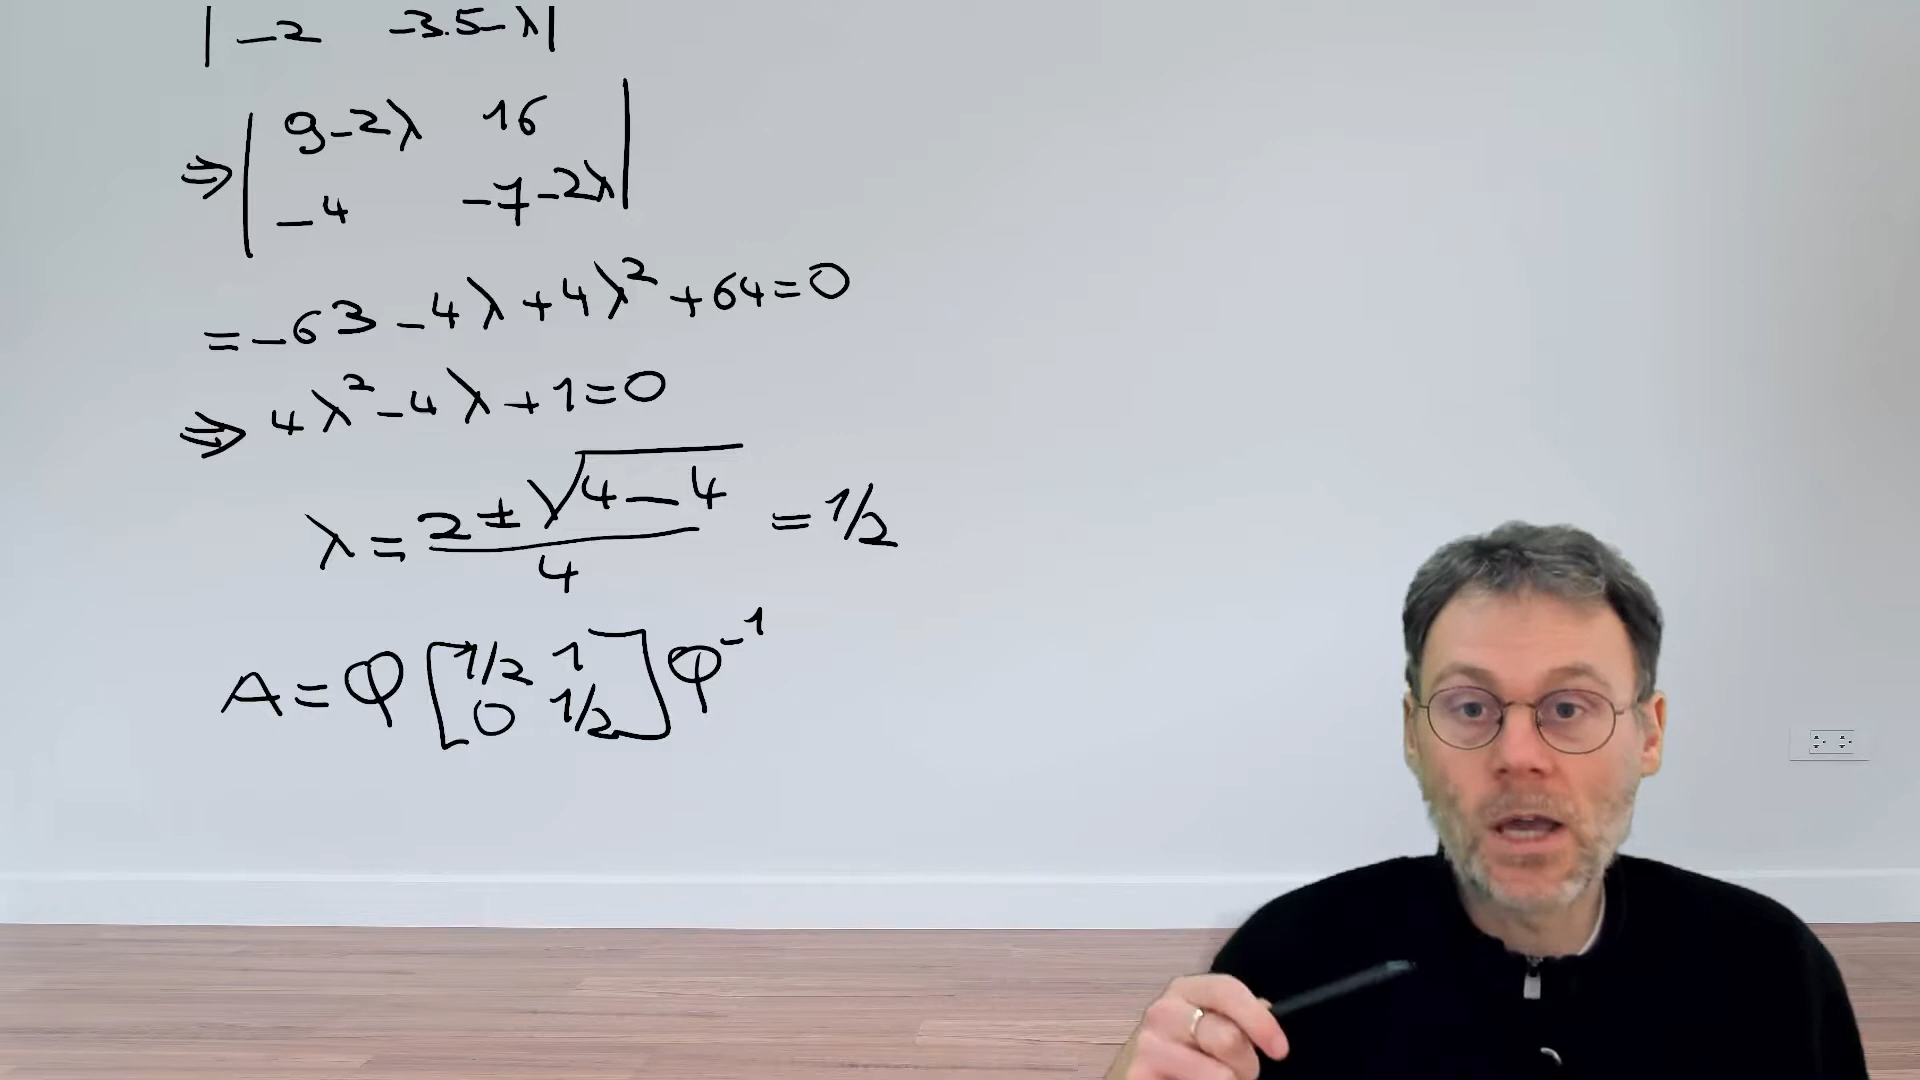 | -2 -3.5-λ|
⇒ | 9-2λ 16
-4 -7-2λ |
= -63 -4λ +4λ² +64=0
⇒ 4λ²-4λ+1=0
λ = (2 ± √(4-4))/4 = 1/2
A = φ [1/2 1
0 1/2] φ⁻¹